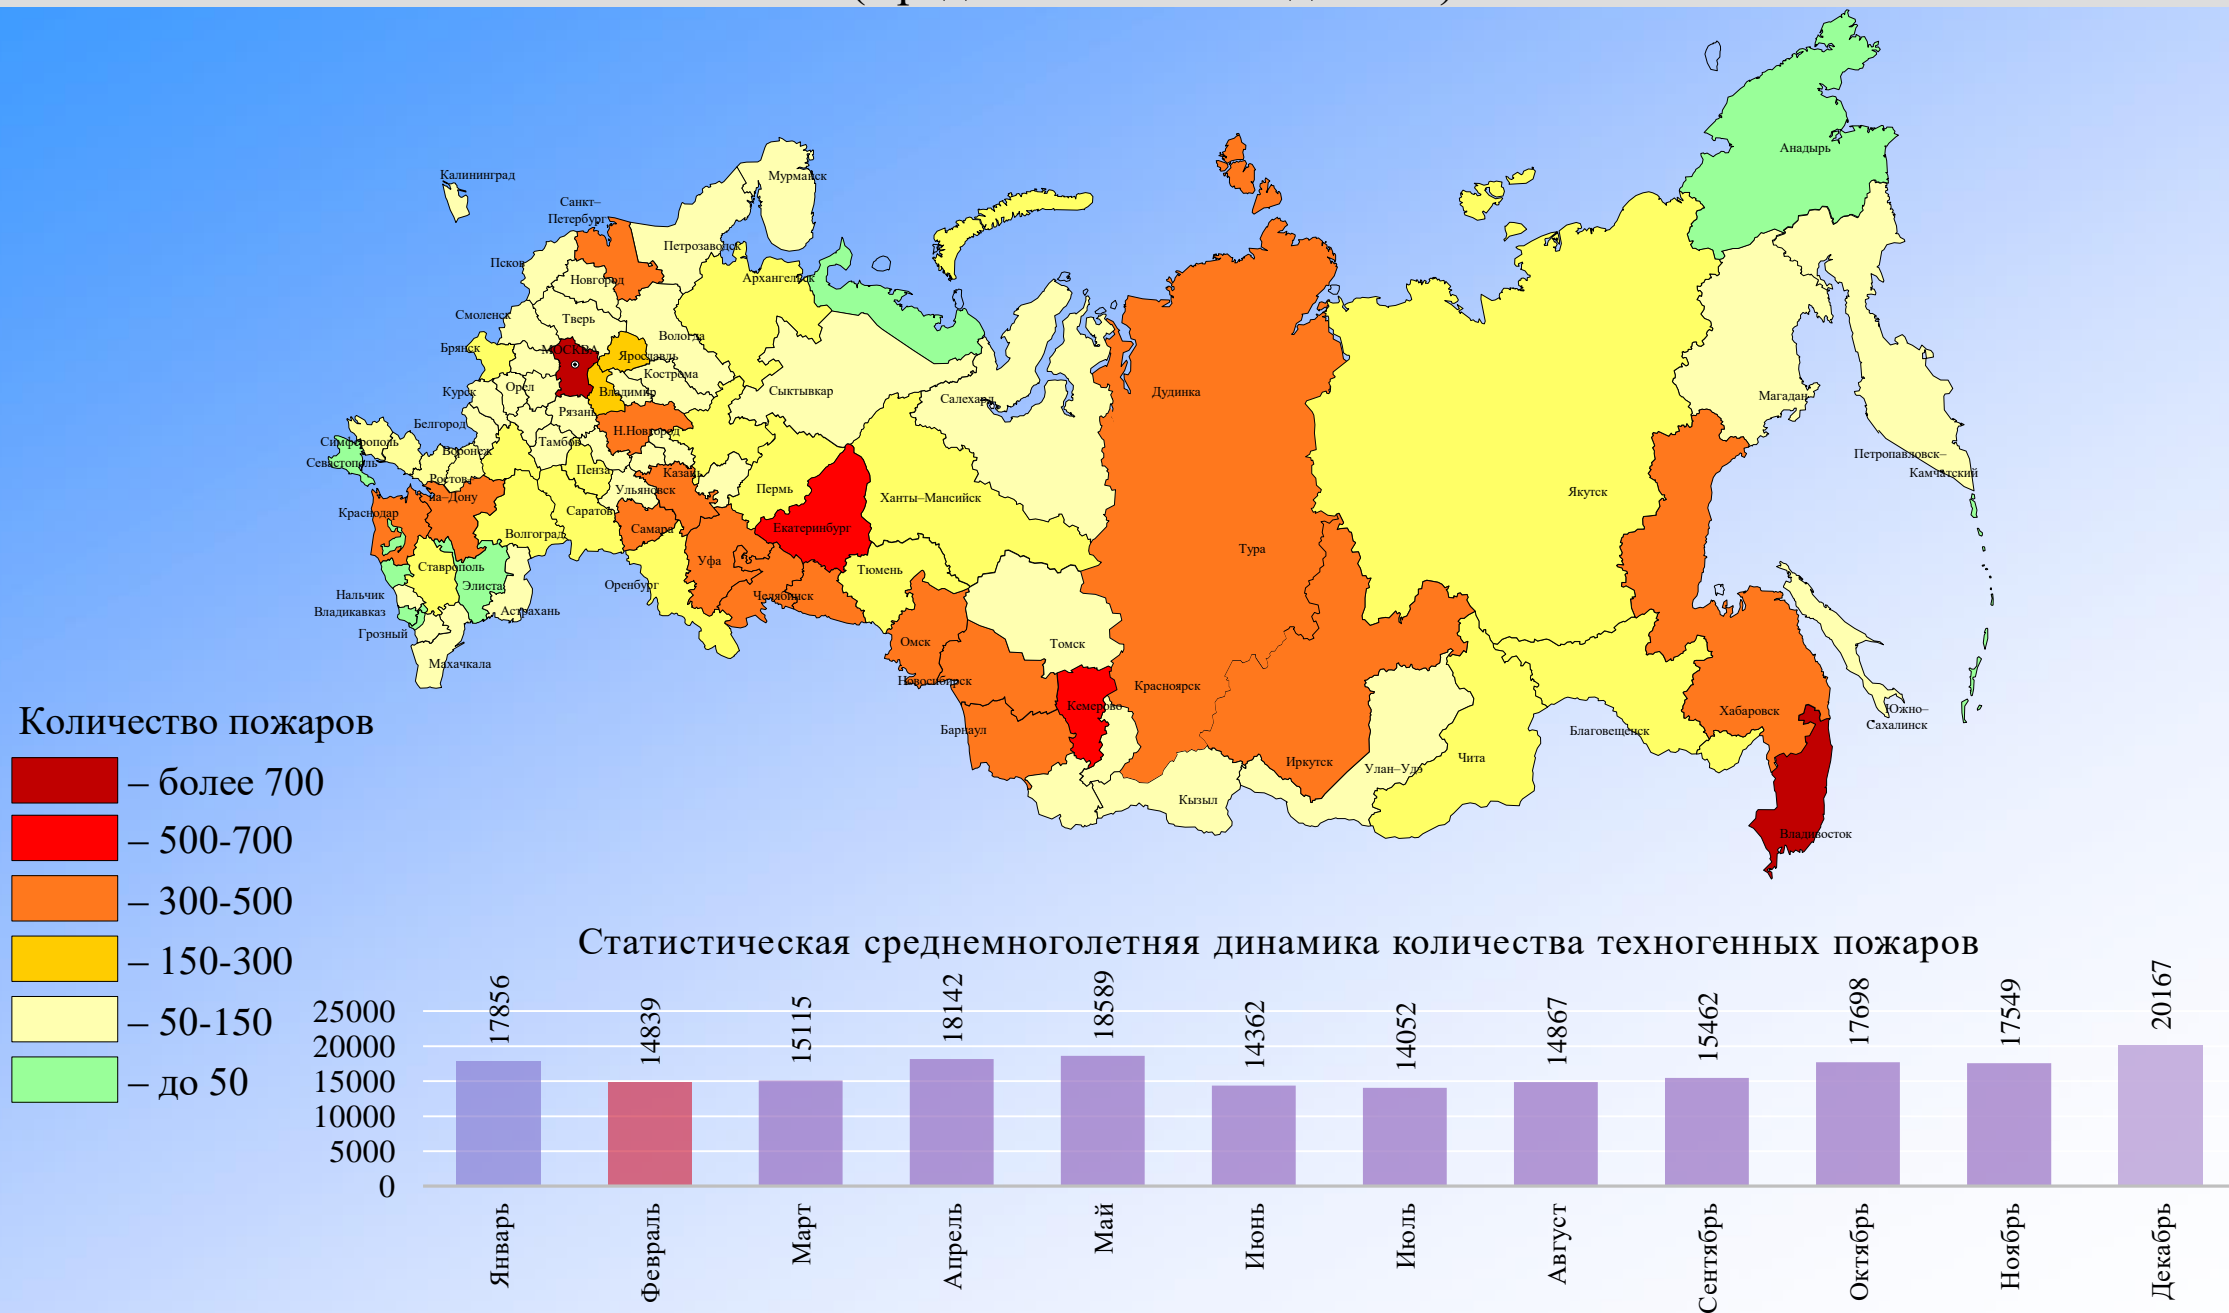 Анадырь
Мурманск
Калининград
Санкт–
Петербург
Петрозаводск
Псков
Новгород
Архангельск
Смоленск
Тверь
Вологда
Брянск
МОСКВА
Ярославль
Кострома
Курск
Орел
Владимир
Сыктывкар
Салехард
Дудинка
Магадан
Рязань
Белгород
Н.Новгород
Симферополь
Тамбов
Воронеж
Севастополь
Пенза
Казань
Петропавловск–
Камчатский
Ростов
на–Дону
Ульяновск
Пермь
Ханты–Мансийск
Якутск
Краснодар
Саратов
Самара
Екатеринбург
Волгоград
Тура
Уфа
Ставрополь
Элиста
Оренбург
Тюмень
Нальчик
Челябинск
Владикавказ
Астрахань
Грозный
Омск
Томск
Махачкала
Новосибирск
Красноярск
Кемерово
Хабаровск
Южно–
Сахалинск
Барнаул
Благовещенск
Иркутск
Улан–Удэ
Чита
Кызыл
Владивосток
Количество пожаров
– более 700
– 500-700
– 300-500
– 150-300
– 50-150
– до 50
Статистическая среднемноголетняя динамика количества техногенных пожаров
25000
20000
15000
10000
5000
0
17856
14839
15115
18142
18589
14362
14052
14867
15462
17698
17549
20167
Январь
Февраль
Март
Апрель
Май
Июнь
Июль
Август
Сентябрь
Октябрь
Ноябрь
Декабрь